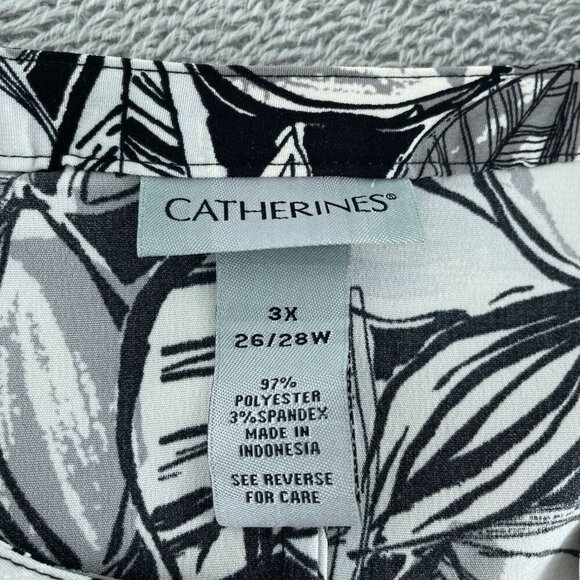 CATHERINES®
3X
26/28W
97%
POLYESTER
3%SPANDEX
MADE IN
INDONESIA
SEE REVERSE
FOR CARE